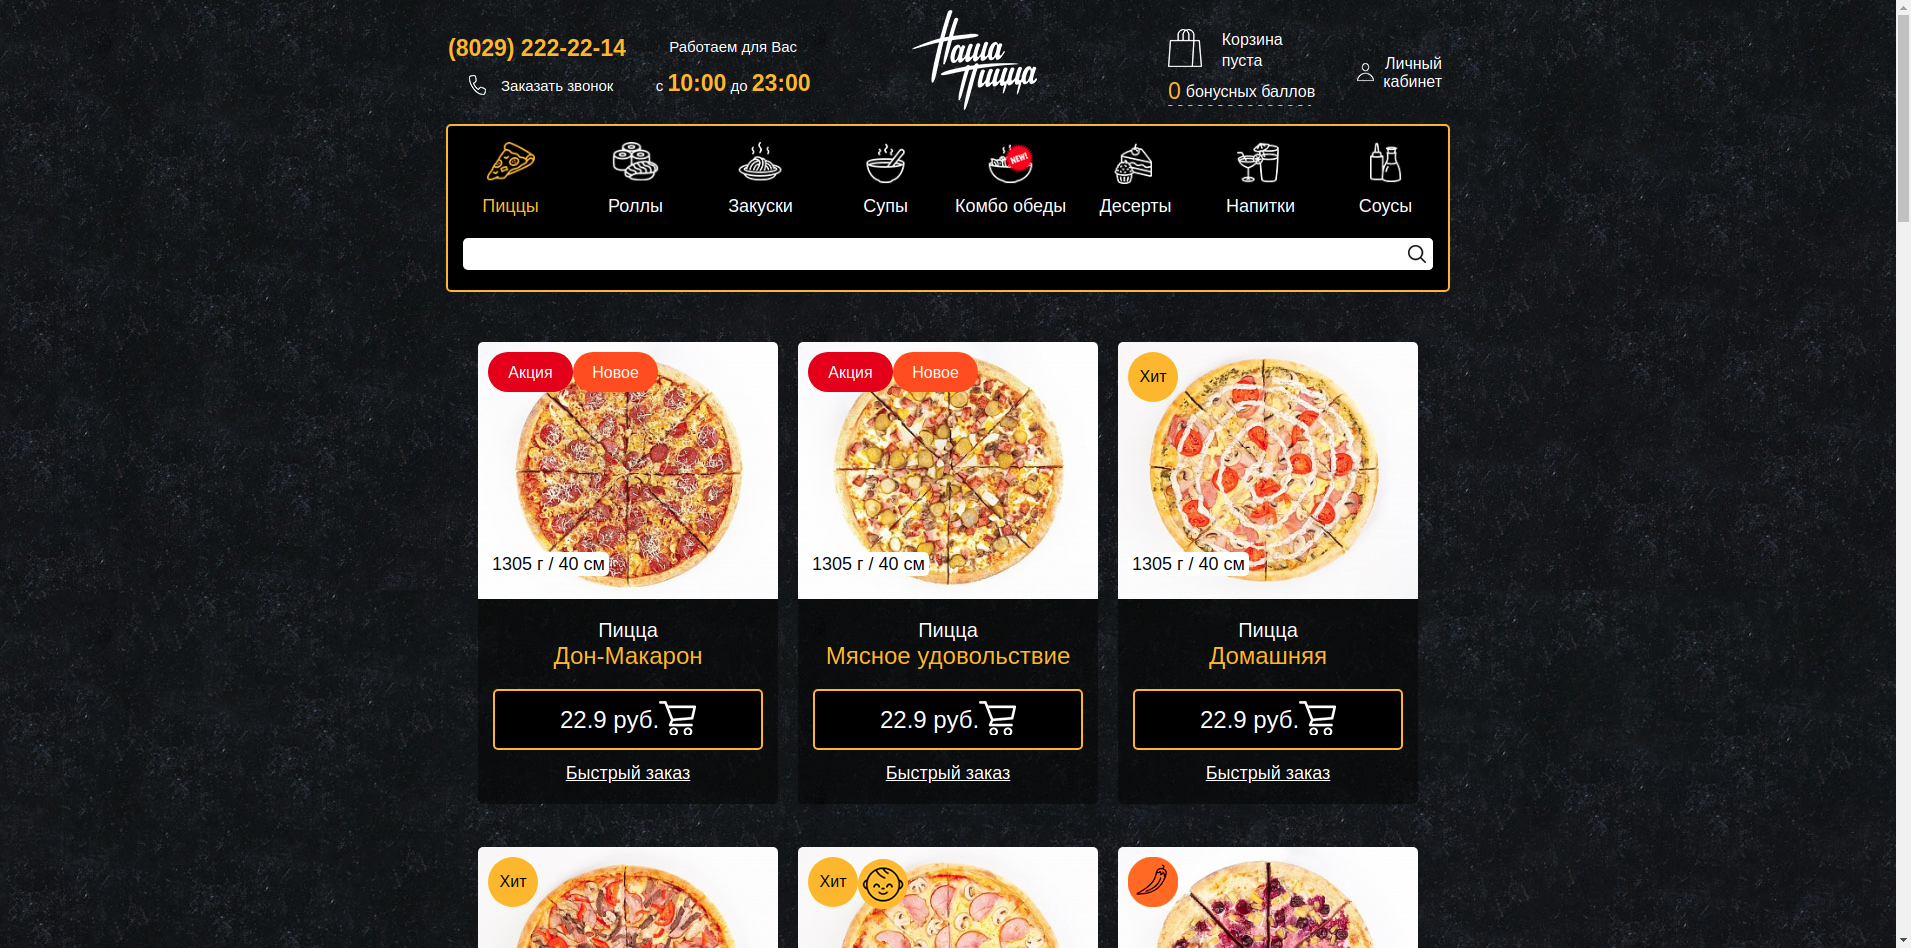 (8029) 222-22-14
Заказать звонок
Работаем для Вас
с 10:00 до 23:00
Наша
Пицца
Корзина
пуста
0 бонусных баллов
Личный
кабинет
Пиццы
Роллы
Закуски
Супы
NEW!
Комбо обеды
Десерты
Напитки
Соусы
Акция
Новое
1305 г / 40 см
Пицца
Дон-Макарон
22.9 руб.
Быстрый заказ
Акция
Новое
1305 г / 40 см
Пицца
Мясное удовольствие
22.9 руб.
Быстрый заказ
Хит
1305 г / 40 см
Пицца
Домашняя
22.9 руб.
Быстрый заказ
Хит
Хит